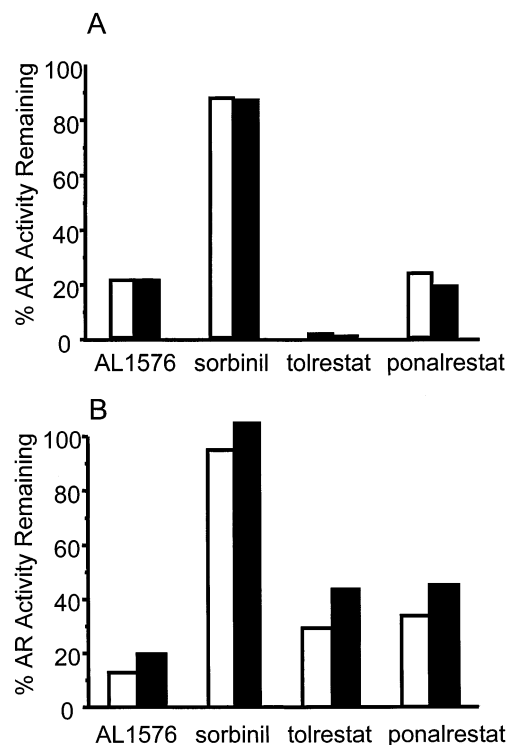 A
% AR Activity Remaining
100
80
60
40
20
0
AL1576 sorbinil tolrestat ponalrestat
B
% AR Activity Remaining
100
80
60
40
20
0
AL1576 sorbinil tolrestat ponalrestat